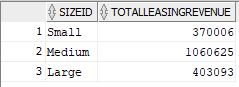 SIZEID TOTALLEASINGREVENUE
1 Small 370006
2 Medium 1060625
3 Large 403093